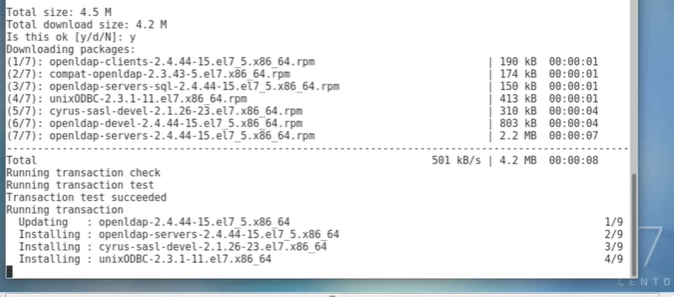 Total size: 4.5 M
Total download size: 4.2 M
Is this ok [y/d/N]: y
Downloading packages:
(1/7): openldap-clients-2.4.44-15.el7_5.x86_64.rpm | 190 kB 00:00:01
(2/7): compat-openldap-2.3.43-5.el7.x86_64.rpm | 174 kB 00:00:01
(3/7): openldap-servers-sql-2.4.44-15.el7_5.x86_64.rpm | 150 kB 00:00:01
(4/7): unixODBC-2.3.1-11.el7.x86_64.rpm | 413 kB 00:00:01
(5/7): cyrus-sasl-devel-2.1.26-23.el7.x86_64.rpm | 310 kB 00:00:04
(6/7): openldap-devel-2.4.44-15.el7_5.x86_64.rpm | 803 kB 00:00:04
(7/7): openldap-servers-2.4.44-15.el7_5.x86_64.rpm | 2.2 MB 00:00:07
--------------------------------------------------------------------------------
Total 501 kB/s | 4.2 MB 00:00:08
Running transaction check
Running transaction test
Transaction test succeeded
Running transaction
Updating : openldap-2.4.44-15.el7_5.x86_64 1/9
Installing : openldap-servers-2.4.44-15.el7_5.x86_64 2/9
Installing : cyrus-sasl-devel-2.1.26-23.el7.x86_64 3/9
Installing : unixODBC-2.3.1-11.el7.x86_64 4/9
7
CENTO